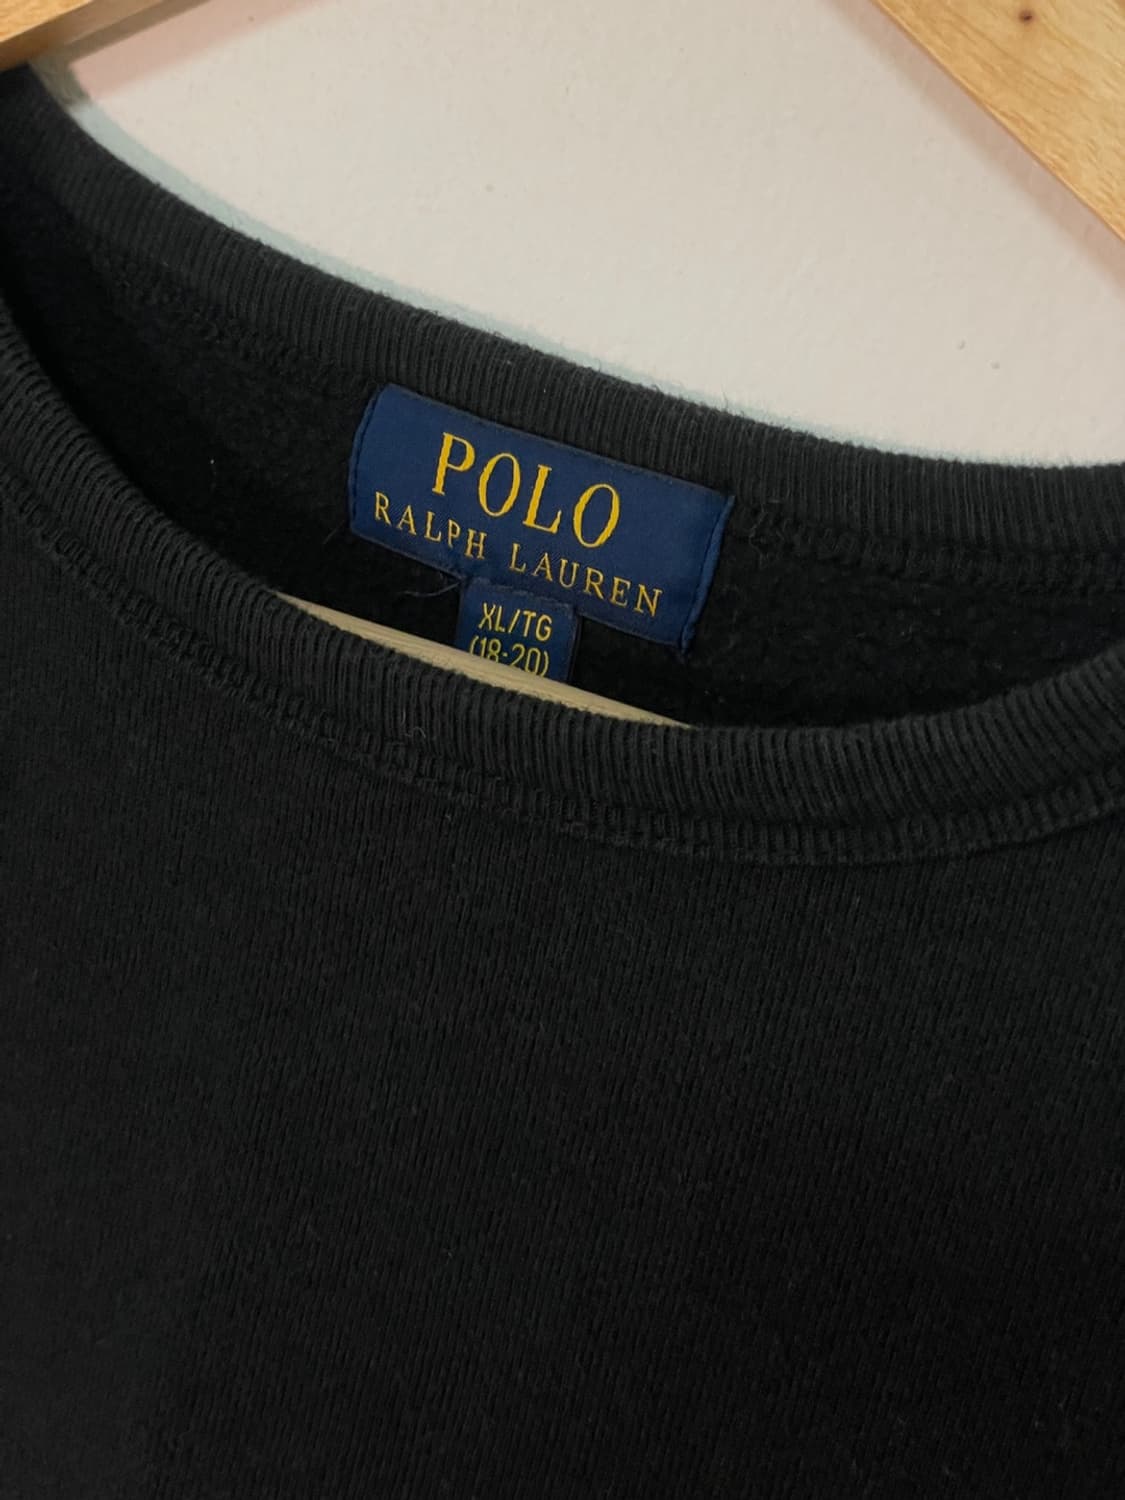 POLO
RALPH LAUREN
XL/TG
(18-20)